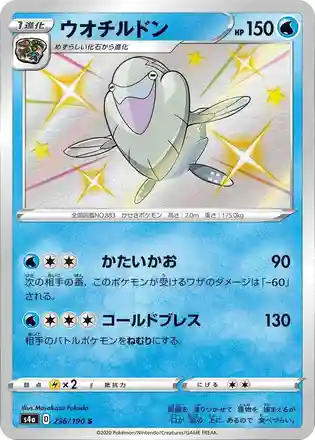 1進化
ウオチルドン
HP 150
めずらしい化石から進化
全国図鑑NO.883 かせきポケモン 高さ：2.0m 重さ：175.0kg
かたいかお 90
次の相手の番、このポケモンが受けるワザのダメージは「-60」
される。
コールドブレス 130
相手のバトルポケモンをねむりにする。
弱点 ×2 抵抗力 にげる
Illus. Masakazu Fukuda
s4a D 236/190 S
©2020 Pokémon/Nintendo/Creatures/GAME FREAK.